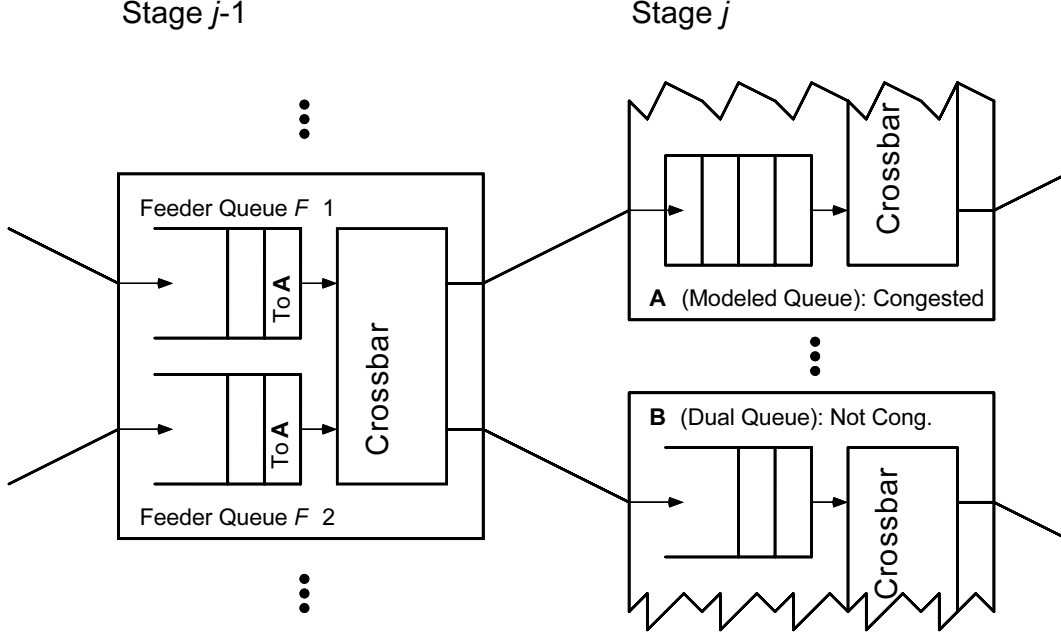 Stage j-1
Stage j
Feeder Queue F 1
To A
To A
Crossbar
Feeder Queue F 2
Crossbar
A (Modeled Queue): Congested
B (Dual Queue): Not Cong.
Crossbar